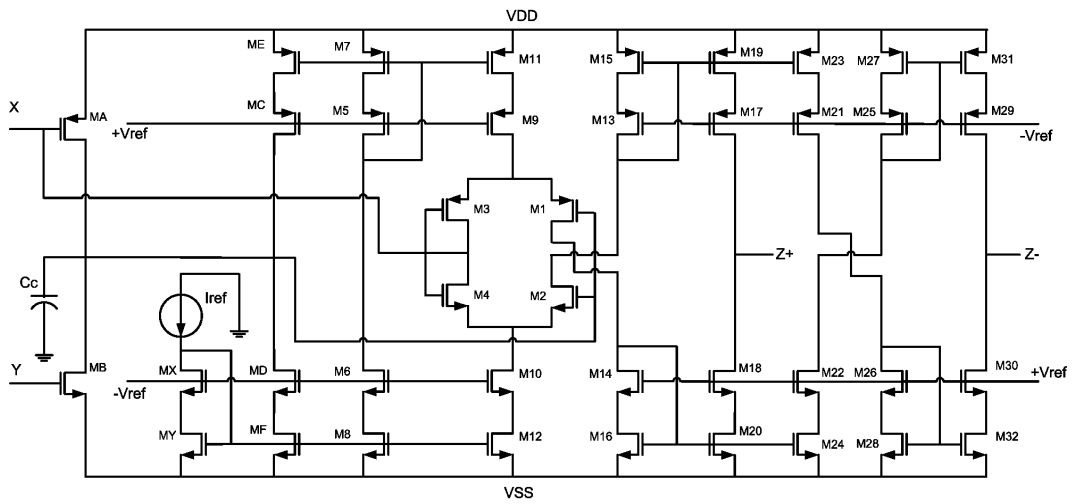 VDD
ME M7 M11 M15 M19 M23 M27 M31
X MA +Vref MC M5 M9 M13 M17 M21 M25 M29 -Vref
M3 M1
Cc Z+ Z-
Iref M4 M2
Y MB MX MD M6 M10 M14 M18 M22 M26 M30 +Vref
-Vref
MY MF M8 M12 M16 M20 M24 M28 M32
VSS